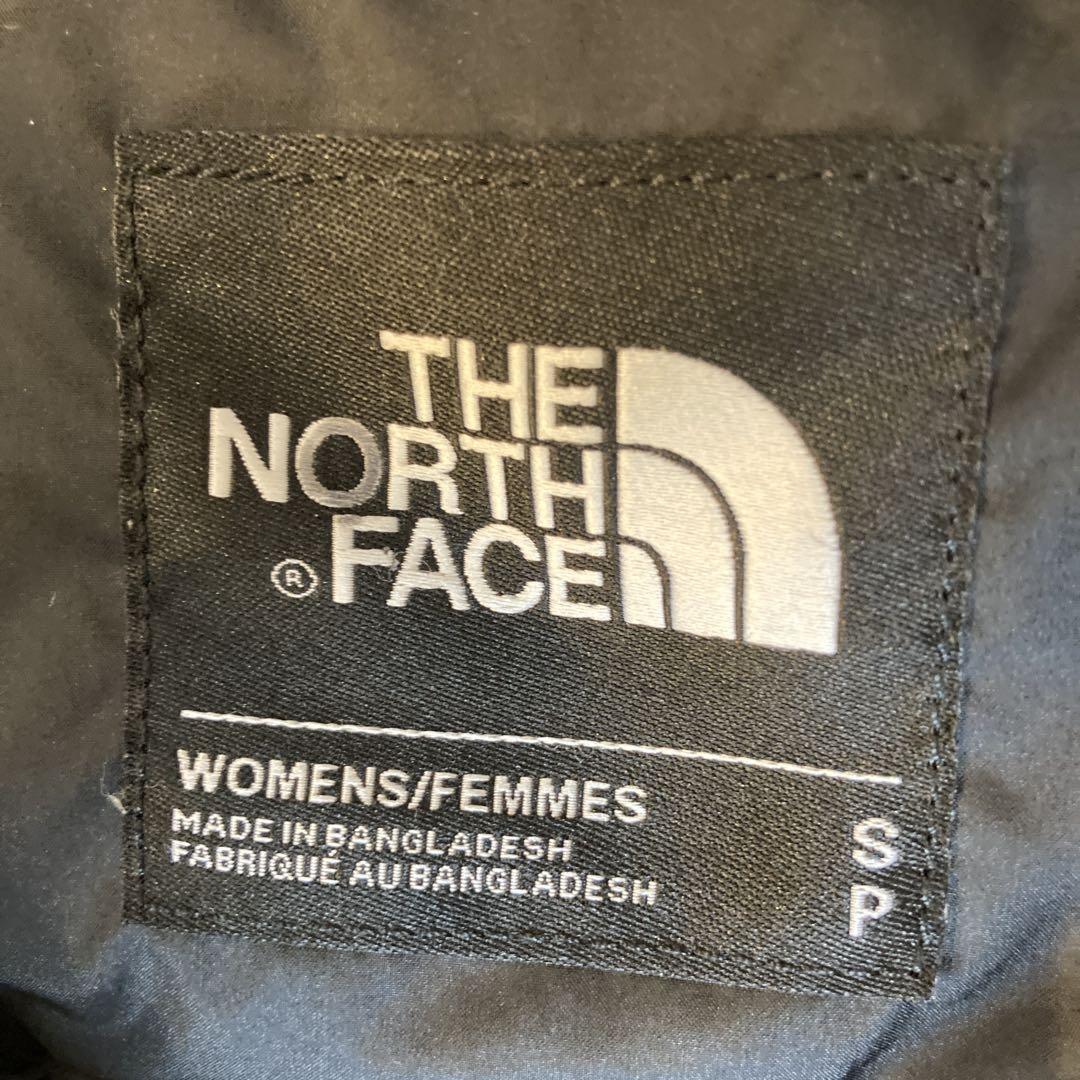 THE
NORTH
® FACE
WOMENS/FEMMES
MADE IN BANGLADESH
FABRIQUÉ AU BANGLADESH
S
P